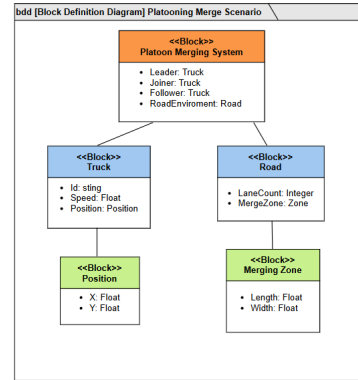 bdd [Block Definition Diagram] Platooning Merge Scenario
<<Block>>
Platoon Merging System
• Leader: Truck
• Joiner: Truck
• Follower: Truck
• RoadEnviroment: Road
<<Block>>
Truck
• Id: sting
• Speed: Float
• Position: Position
<<Block>>
Road
• LaneCount: Integer
• MergeZone: Zone
<<Block>>
Position
• X: Float
• Y: Float
<<Block>>
Merging Zone
• Length: Float
• Width: Float